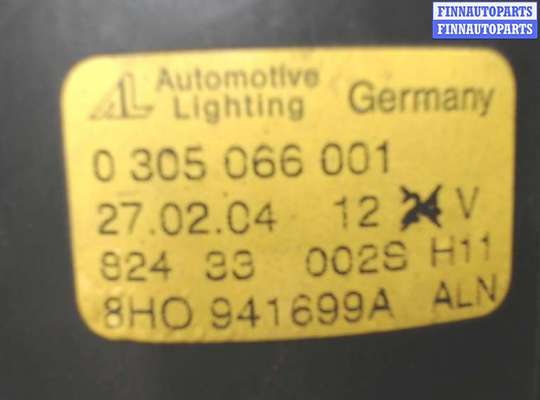 FINNAUTOPARTS
FINNAUTOPARTS
AL Automotive Lighting Germany
0 305 066 001
27.02.04 12 24 V
824 33 002S H11
8HO 941699A ALN